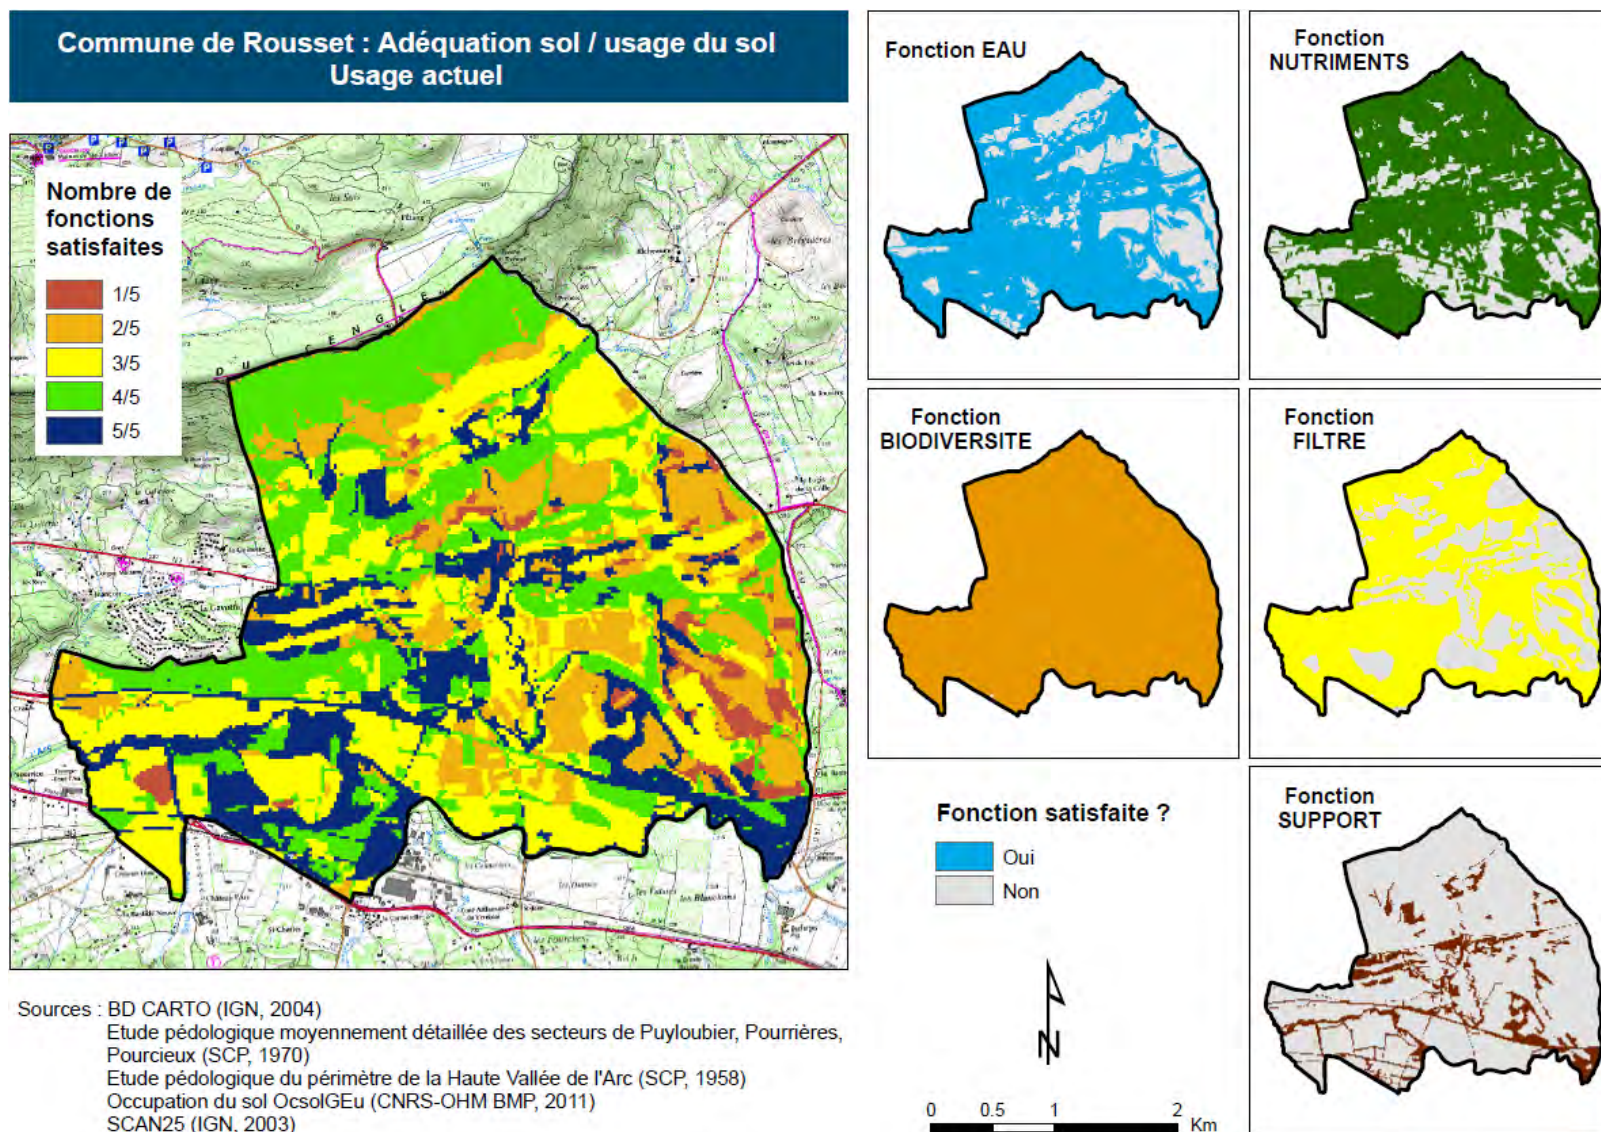 Commune de Rousset : Adéquation sol / usage du sol
Usage actuel
Nombre de
fonctions
satisfaites
1/5
2/5
3/5
4/5
5/5
Fonction EAU
Fonction
NUTRIMENTS
Fonction
BIODIVERSITE
Fonction
FILTRE
Fonction satisfaite ?
Oui
Non
Fonction
SUPPORT
N
0 0.5 1 2
Km
Sources : BD CARTO (IGN, 2004)
Etude pédologique moyennement détaillée des secteurs de Puyloubier, Pourrières,
Pourcieux (SCP, 1970)
Etude pédologique du périmètre de la Haute Vallée de l'Arc (SCP, 1958)
Occupation du sol OcsolGEu (CNRS-OHM BMP, 2011)
SCAN25 (IGN, 2003)